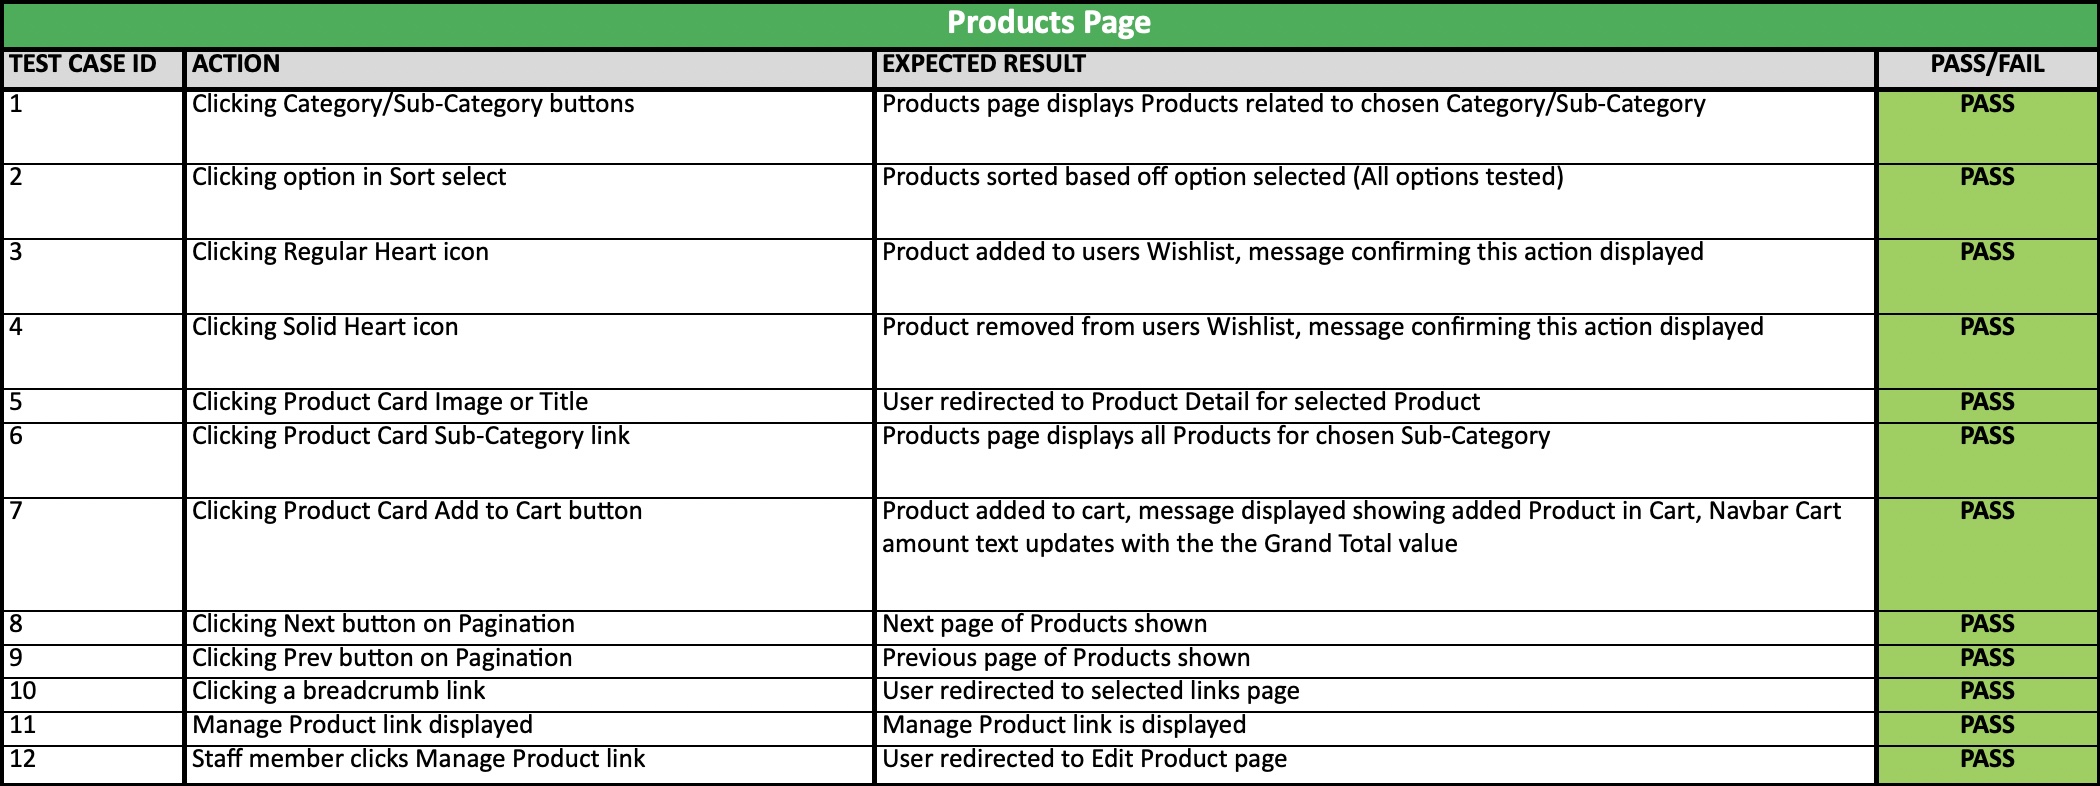 Products Page
TEST CASE ID ACTION EXPECTED RESULT PASS/FAIL
1 Clicking Category/Sub-Category buttons Products page displays Products related to chosen Category/Sub-Category PASS
2 Clicking option in Sort select Products sorted based off option selected (All options tested) PASS
3 Clicking Regular Heart icon Product added to users Wishlist, message confirming this action displayed PASS
4 Clicking Solid Heart icon Product removed from users Wishlist, message confirming this action displayed PASS
5 Clicking Product Card Image or Title User redirected to Product Detail for selected Product PASS
6 Clicking Product Card Sub-Category link Products page displays all Products for chosen Sub-Category PASS
7 Clicking Product Card Add to Cart button Product added to cart, message displayed showing added Product in Cart, Navbar Cart PASS
amount text updates with the the Grand Total value
8 Clicking Next button on Pagination Next page of Products shown PASS
9 Clicking Prev button on Pagination Previous page of Products shown PASS
10 Clicking a breadcrumb link User redirected to selected links page PASS
11 Manage Product link displayed Manage Product link is displayed PASS
12 Staff member clicks Manage Product link User redirected to Edit Product page PASS